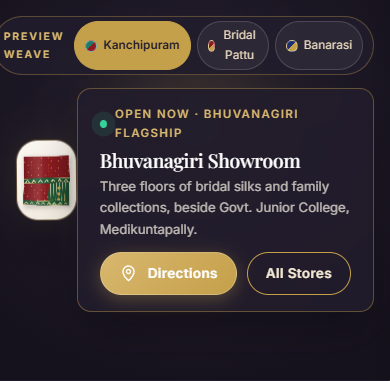 PREVIEW
WEAVE
Kanchipuram
Bridal
Pattu
Banarasi
OPEN NOW · BHUVANAGIRI
FLAGSHIP
Bhuvanagiri Showroom
Three floors of bridal silks and family
collections, beside Govt. Junior College,
Medikuntapally.
Directions
All Stores